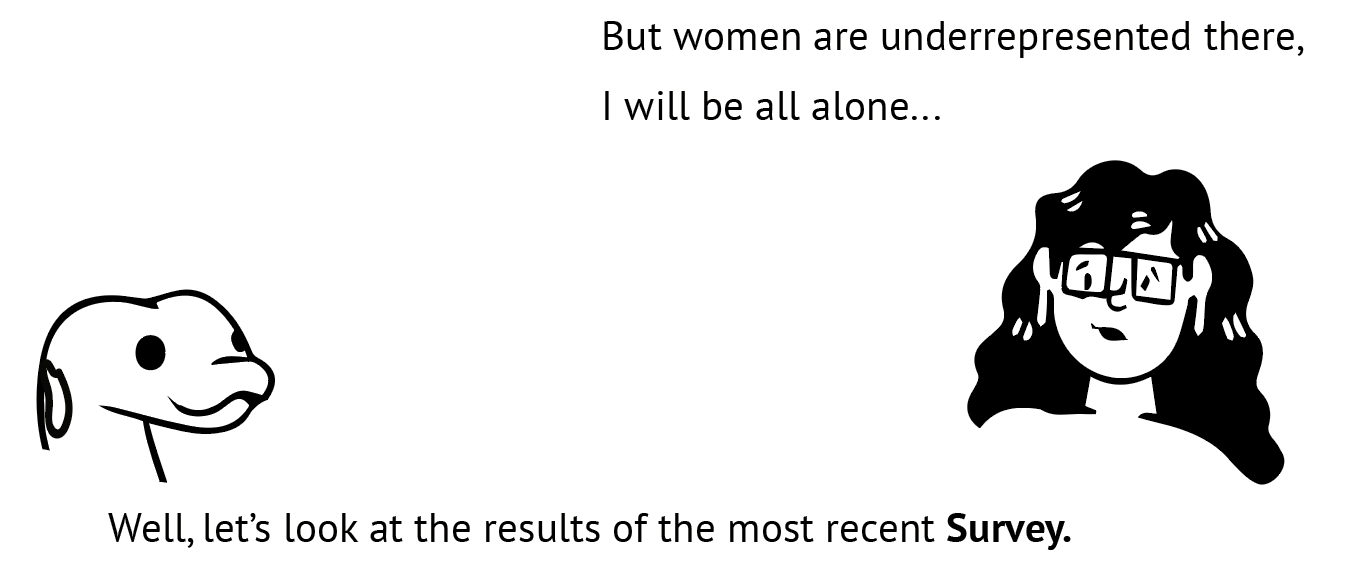 But women are underrepresented there,
I will be all alone...
Well, let’s look at the results of the most recent Survey.